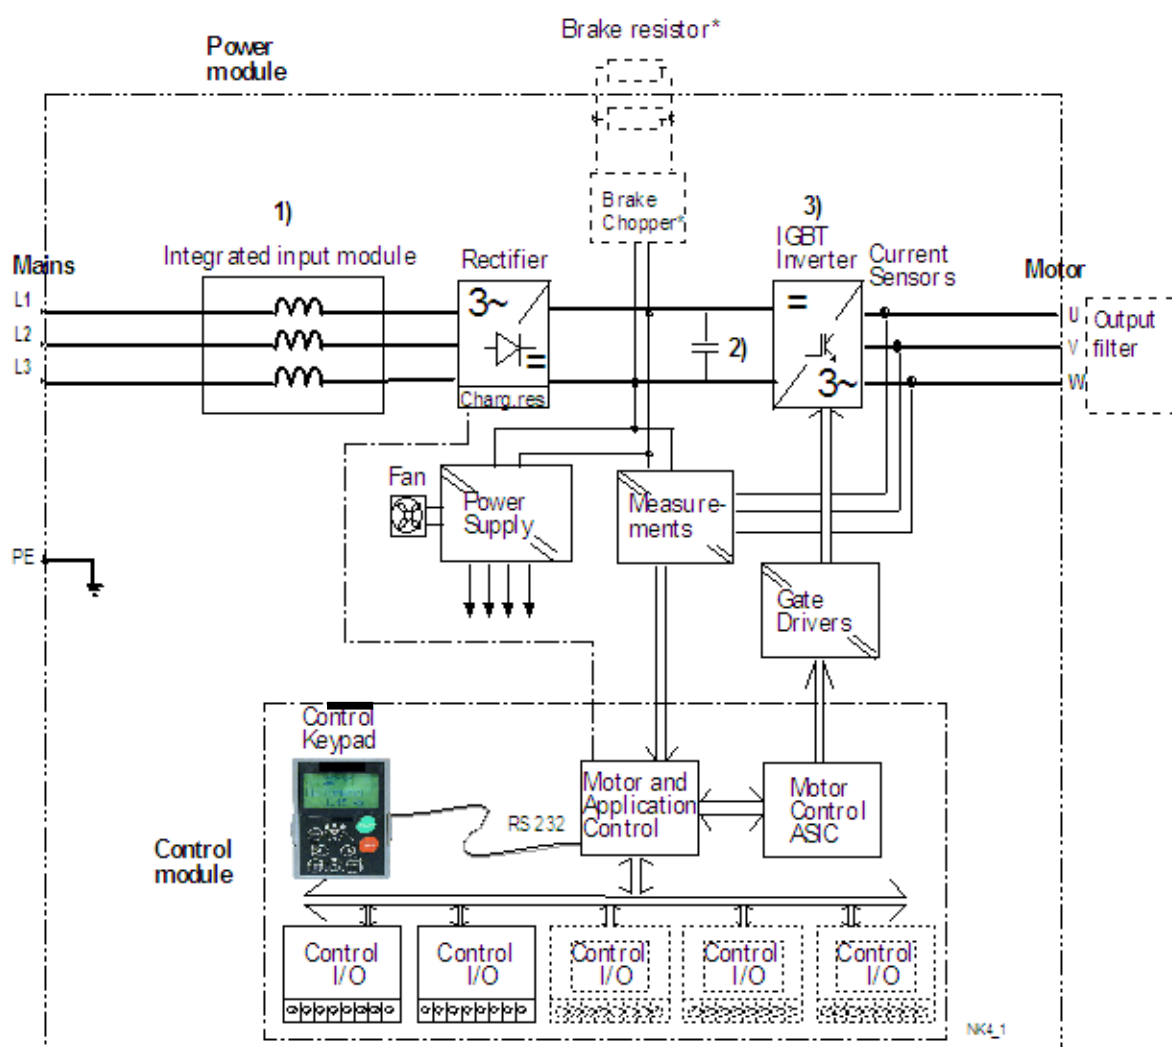 Brake resistor*
Power
module
Brake
Chopper*
1)
3)
Integrated input module
Rectifier
IGBT
Inverter
Current
Sensors
Mains
Motor
L1
L2
L3
3~
=
Charg.res
2)
=
3~
U
V
W
Output
filter
Fan
Power
Supply
Measure-
ments
PE
Gate
Drivers
Control
Keypad
Motor and
Application
Control
Motor
Control
ASIC
RS 232
Control
module
Control
I/O
Control
I/O
Control
I/O
Control
I/O
Control
I/O
NK4_1